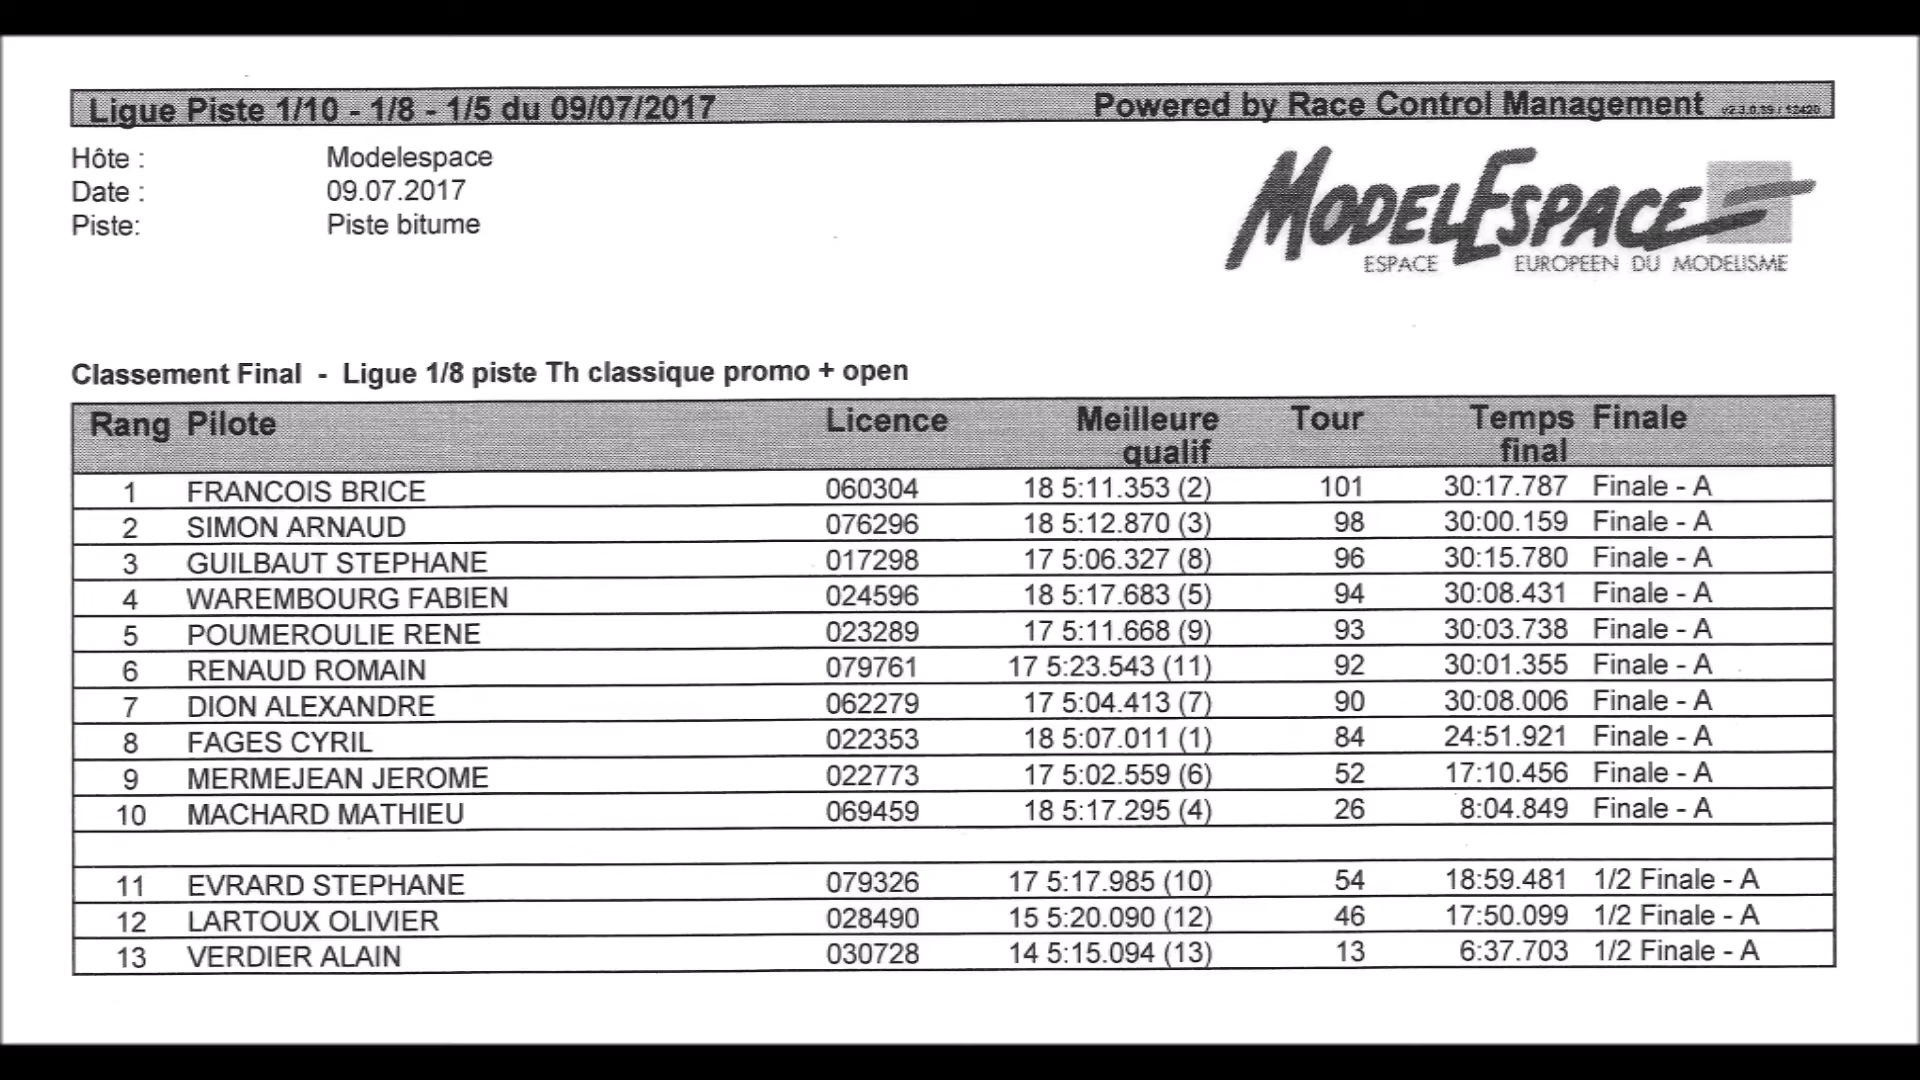 Ligue Piste 1/10 - 1/8 - 1/5 du 09/07/2017 Powered by Race Control Management
Hôte : Modelespace
Date : 09.07.2017
Piste: Piste bitume
MODELESPACE
ESPACE EUROPEEN DU MODELISME
Classement Final - Ligue 1/8 piste Th classique promo + open
Rang Pilote Licence Meilleure qualif Tour Temps final Finale
1 FRANCOIS BRICE 060304 18 5:11.353 (2) 101 30:17.787 Finale - A
2 SIMON ARNAUD 076296 18 5:12.870 (3) 98 30:00.159 Finale - A
3 GUILBAUT STEPHANE 017298 17 5:06.327 (8) 96 30:15.780 Finale - A
4 WAREMBOURG FABIEN 024596 18 5:17.683 (5) 94 30:08.431 Finale - A
5 POUMEROULIE RENE 023289 17 5:11.668 (9) 93 30:03.738 Finale - A
6 RENAUD ROMAIN 079761 17 5:23.543 (11) 92 30:01.355 Finale - A
7 DION ALEXANDRE 062279 17 5:04.413 (7) 90 30:08.006 Finale - A
8 FAGES CYRIL 022353 18 5:07.011 (1) 84 24:51.921 Finale - A
9 MERMEJEAN JEROME 022773 17 5:02.559 (6) 52 17:10.456 Finale - A
10 MACHARD MATHIEU 069459 18 5:17.295 (4) 26 8:04.849 Finale - A
11 EVRARD STEPHANE 079326 17 5:17.985 (10) 54 18:59.481 1/2 Finale - A
12 LARTOUX OLIVIER 028490 15 5:20.090 (12) 46 17:50.099 1/2 Finale - A
13 VERDIER ALAIN 030728 14 5:15.094 (13) 13 6:37.703 1/2 Finale - A